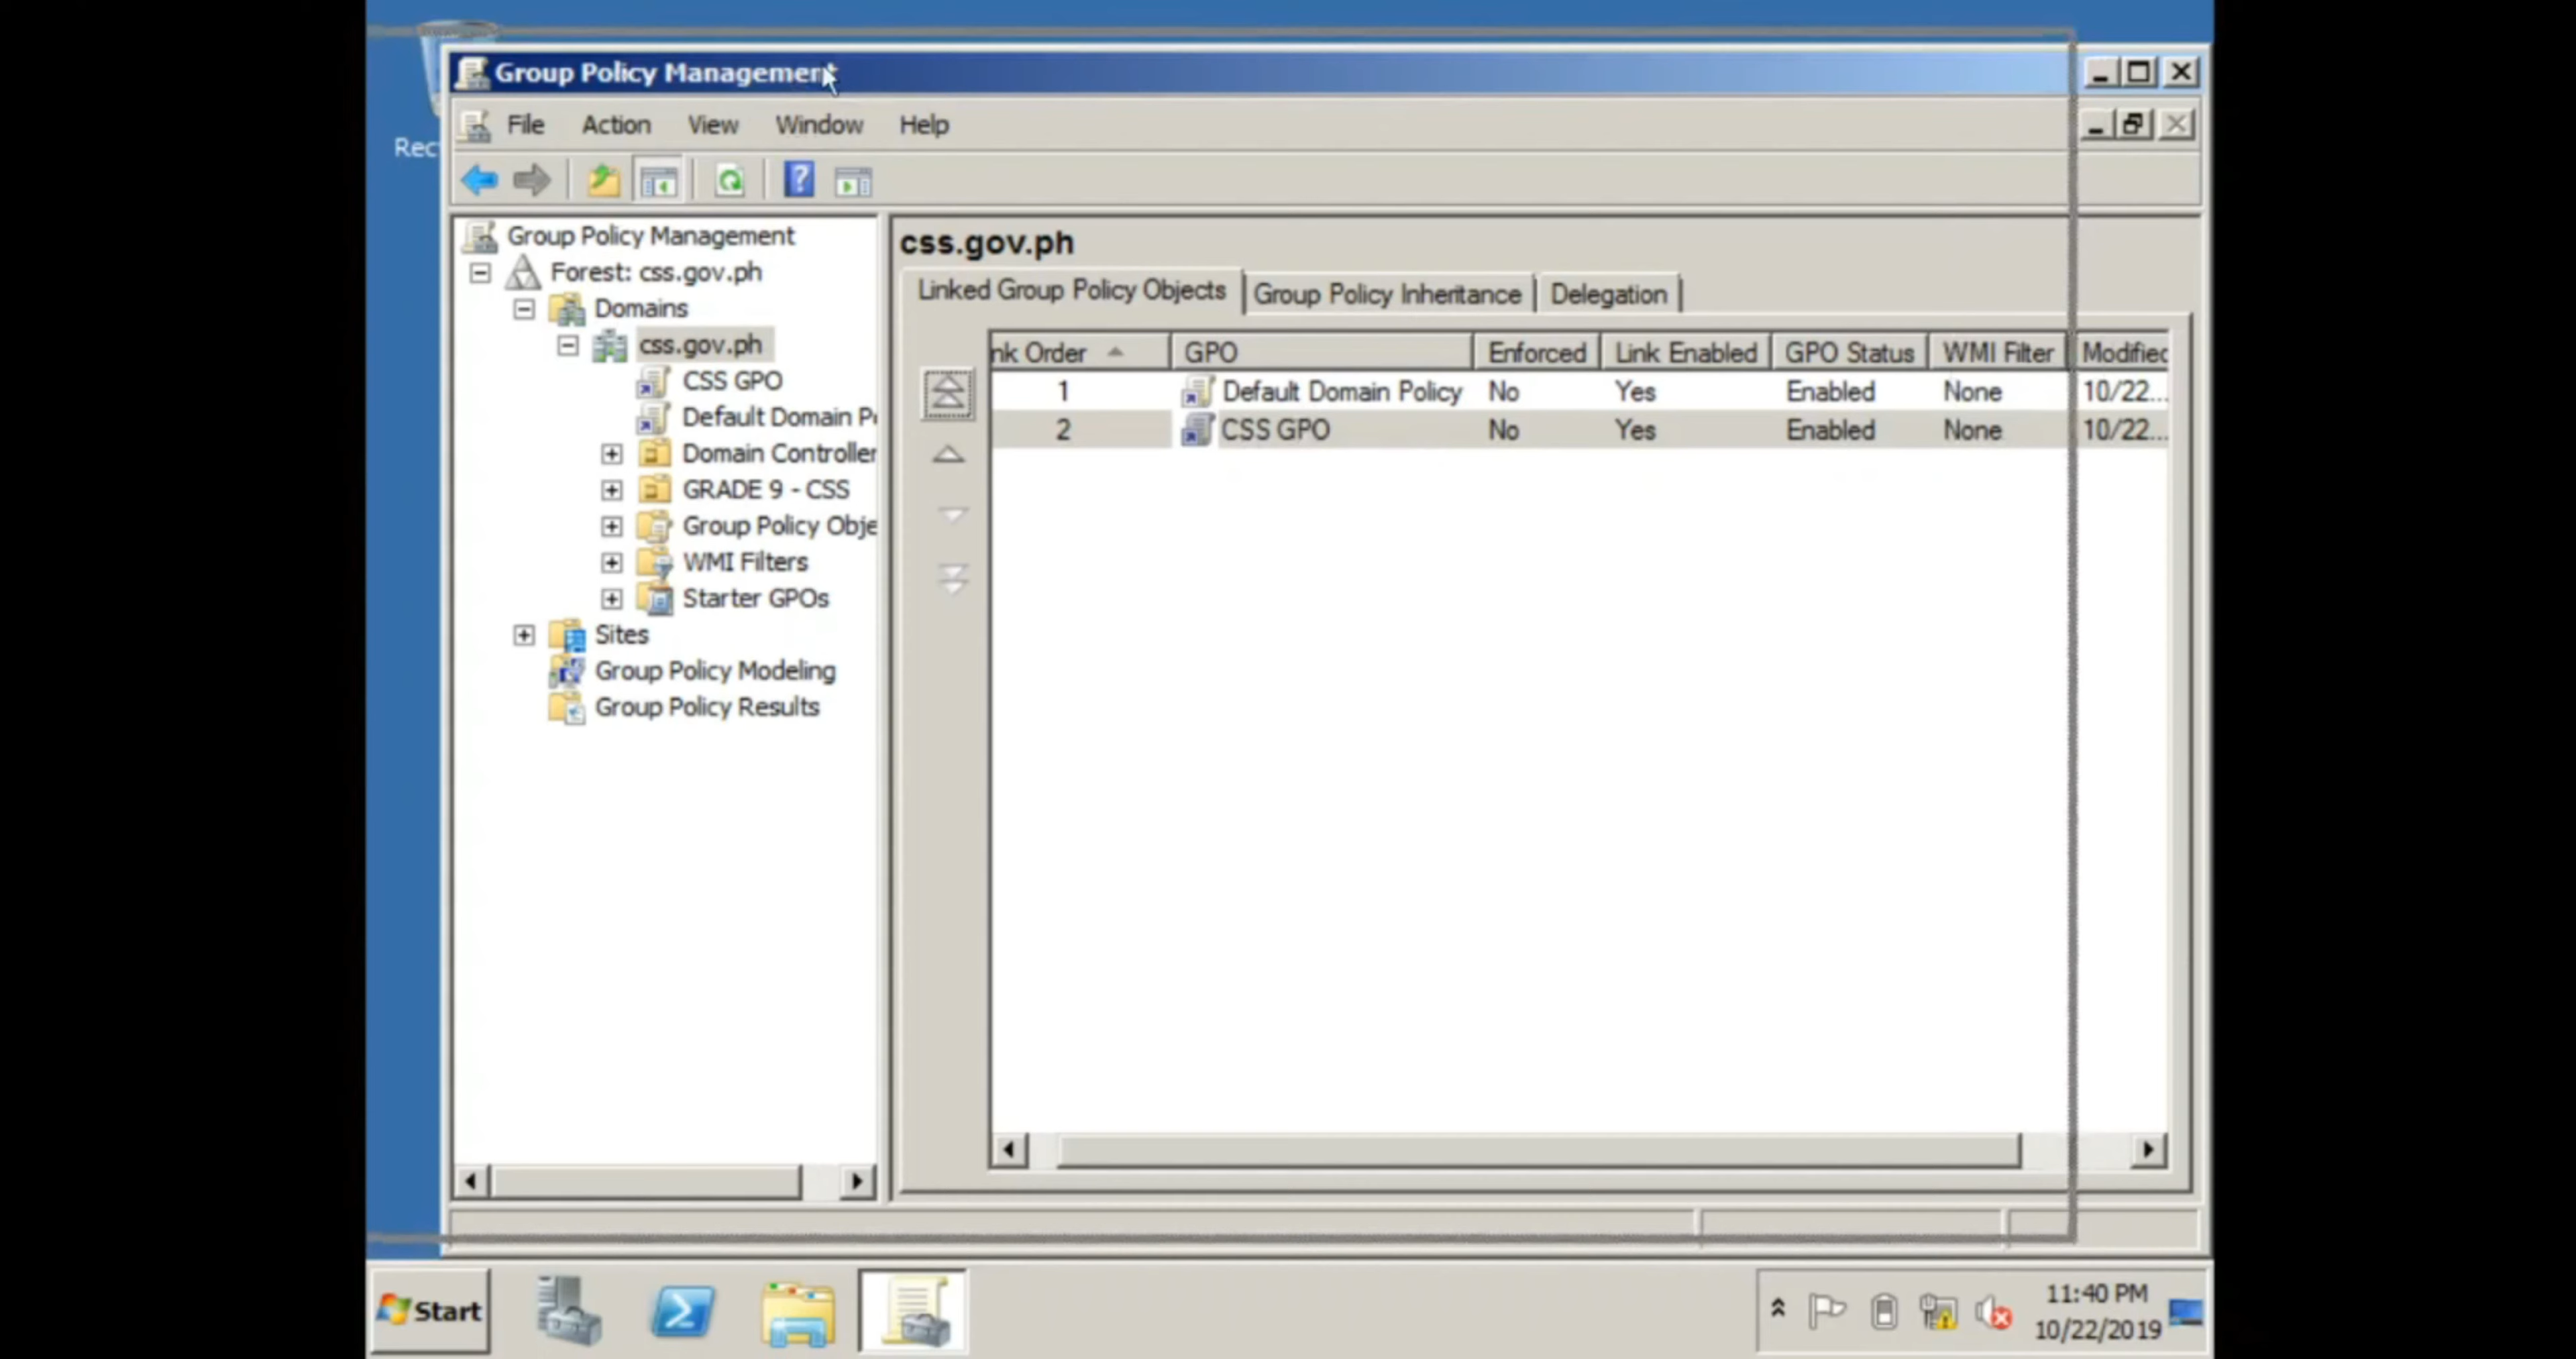 Group Policy Management
File Action View Window Help
Group Policy Management
Forest: css.gov.ph
Domains
css.gov.ph
CSS GPO
Default Domain
Domain Controller
GRADE 9 - CSS
Group Policy Obje
WMI Filters
Starter GPOs
Sites
Group Policy Modeling
Group Policy Results
css.gov.ph
Linked Group Policy Objects Group Policy Inheritance Delegation
nk Order GPO Enforced Link Enabled GPO Status WMI Filter Modified
1 Default Domain Policy No Yes Enabled None 10/22...
2 CSS GPO No Yes Enabled None 10/22...
Start
11:40 PM
10/22/2019